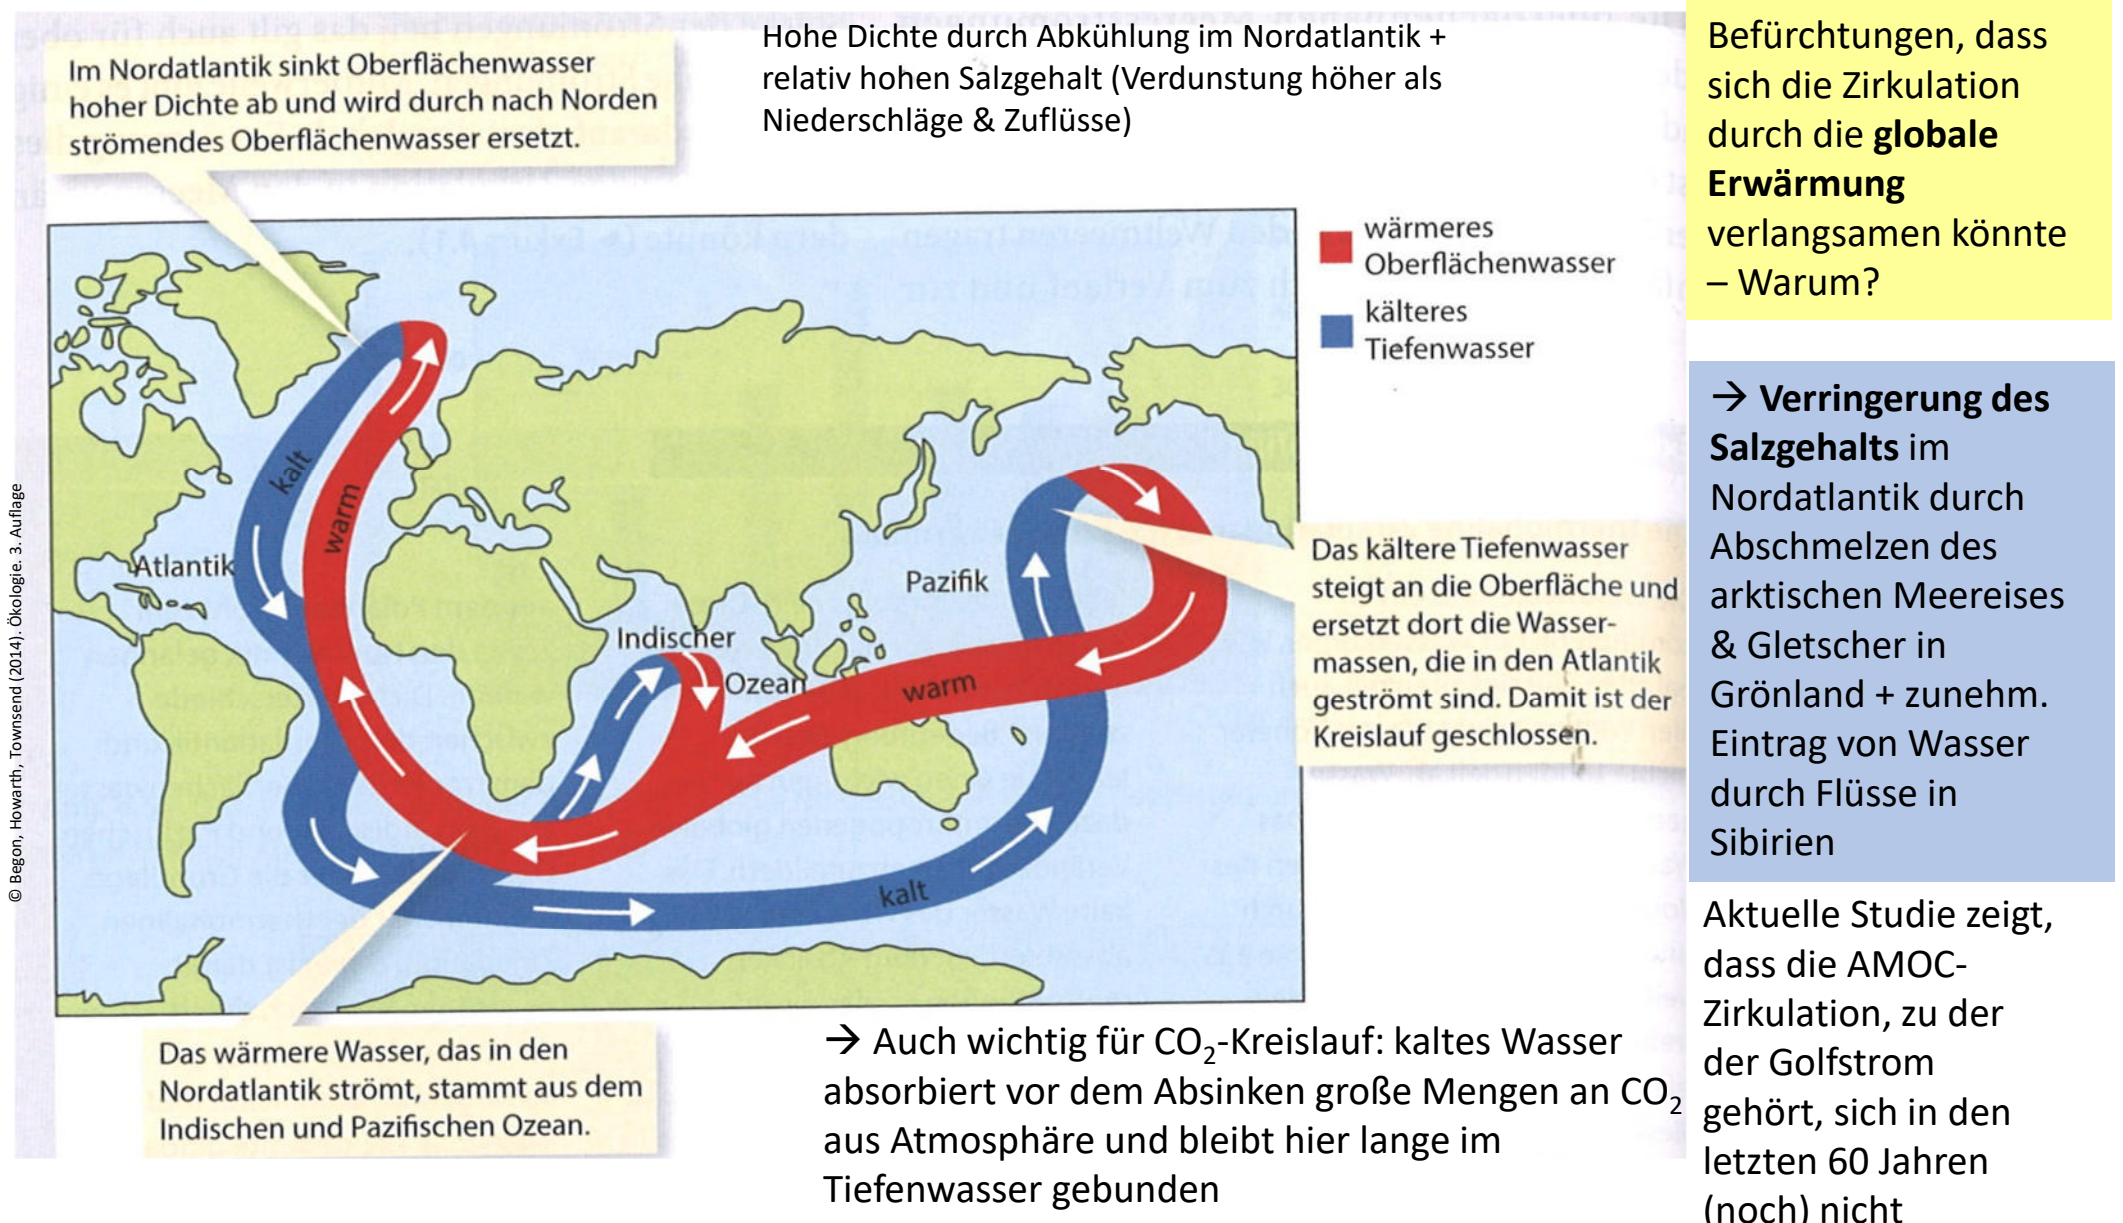 Im Nordatlantik sinkt Oberflächenwasser
hoher Dichte ab und wird durch nach Norden
strömendes Oberflächenwasser ersetzt.
Hohe Dichte durch Abkühlung im Nordatlantik +
relativ hohen Salzgehalt (Verdunstung höher als
Niederschläge & Zuflüsse)
wärmeres
Oberflächenwasser
kälteres
Tiefenwasser
kalt
warm
Atlantik
Pazifik
Indischer
Ozean
warm
kalt
Das kältere Tiefenwasser
steigt an die Oberfläche und
ersetzt dort die Wasser-
massen, die in den Atlantik
geströmt sind. Damit ist der
Kreislauf geschlossen.
Das wärmere Wasser, das in den
Nordatlantik strömt, stammt aus dem
Indischen und Pazifischen Ozean.
→ Auch wichtig für CO₂-Kreislauf: kaltes Wasser
absorbiert vor dem Absinken große Mengen an CO₂
aus Atmosphäre und bleibt hier lange im
Tiefenwasser gebunden
© Begon, Howarth, Townsend (2014). Ökologie. 3. Auflage
Befürchtungen, dass
sich die Zirkulation
durch die globale
Erwärmung
verlangsamen könnte
– Warum?
→ Verringerung des
Salzgehalts im
Nordatlantik durch
Abschmelzen des
arktischen Meereises
& Gletscher in
Grönland + zunehm.
Eintrag von Wasser
durch Flüsse in
Sibirien
Aktuelle Studie zeigt,
dass die AMOC-
Zirkulation, zu der
der Golfstrom
gehört, sich in den
letzten 60 Jahren
(noch) nicht